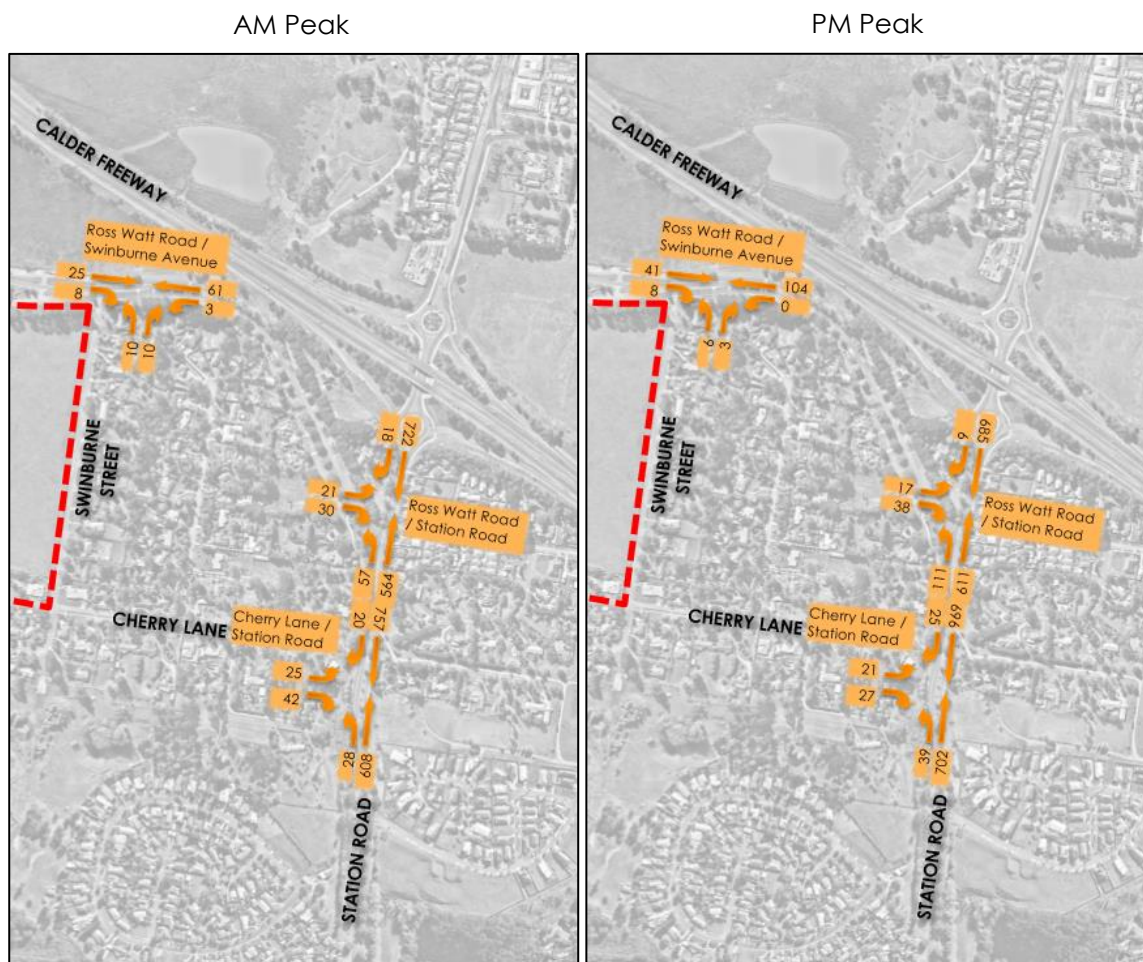 AM Peak
CALDER FREEWAY
Ross Watt Road /
Swinburne Avenue
25
8
61
3
10
10
SWINBURNE
STREET
18
722
21
30
Ross Watt Road
/ Station Road
57
564
CHERRY LANE
Cherry Lane /
Station Road
20
757
25
42
28
608
STATION ROAD
PM Peak
CALDER FREEWAY
Ross Watt Road /
Swinburne Avenue
41
8
104
0
6
3
SWINBURNE
STREET
6
685
17
38
Ross Watt Road
/ Station Road
111
619
CHERRY LANE
Cherry Lane /
Station Road
25
696
21
27
39
702
STATION ROAD